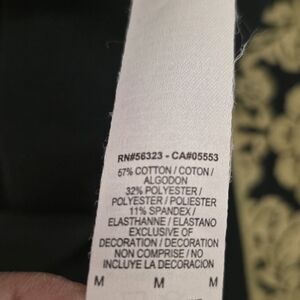 RN#56323 - CA#05553
57% COTTON / COTON /
ALGODON
32% POLYESTER /
POLYESTER / POLIESTER
11% SPANDEX /
ELASTHANNE / ELASTANO
EXCLUSIVE OF
DECORATION / DECORATION
NON COMPRISE / NO
INCLUYE LA DECORACION
M M M